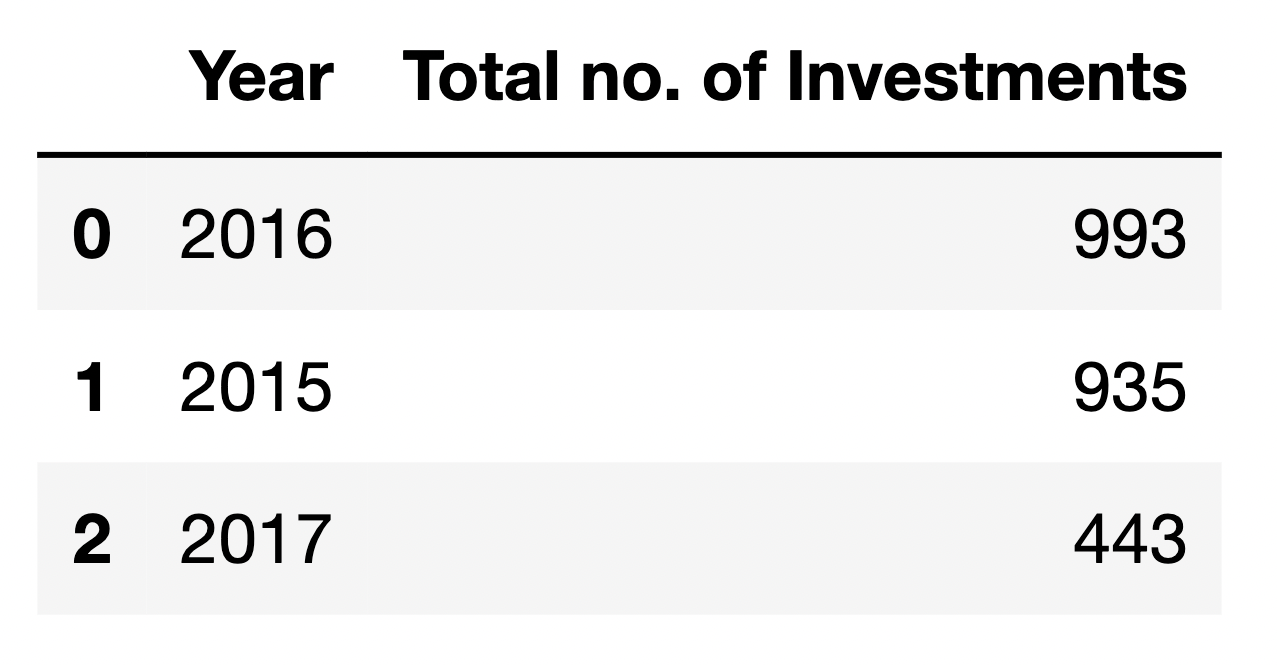 Year Total no. of Investments
0 2016 993
1 2015 935
2 2017 443